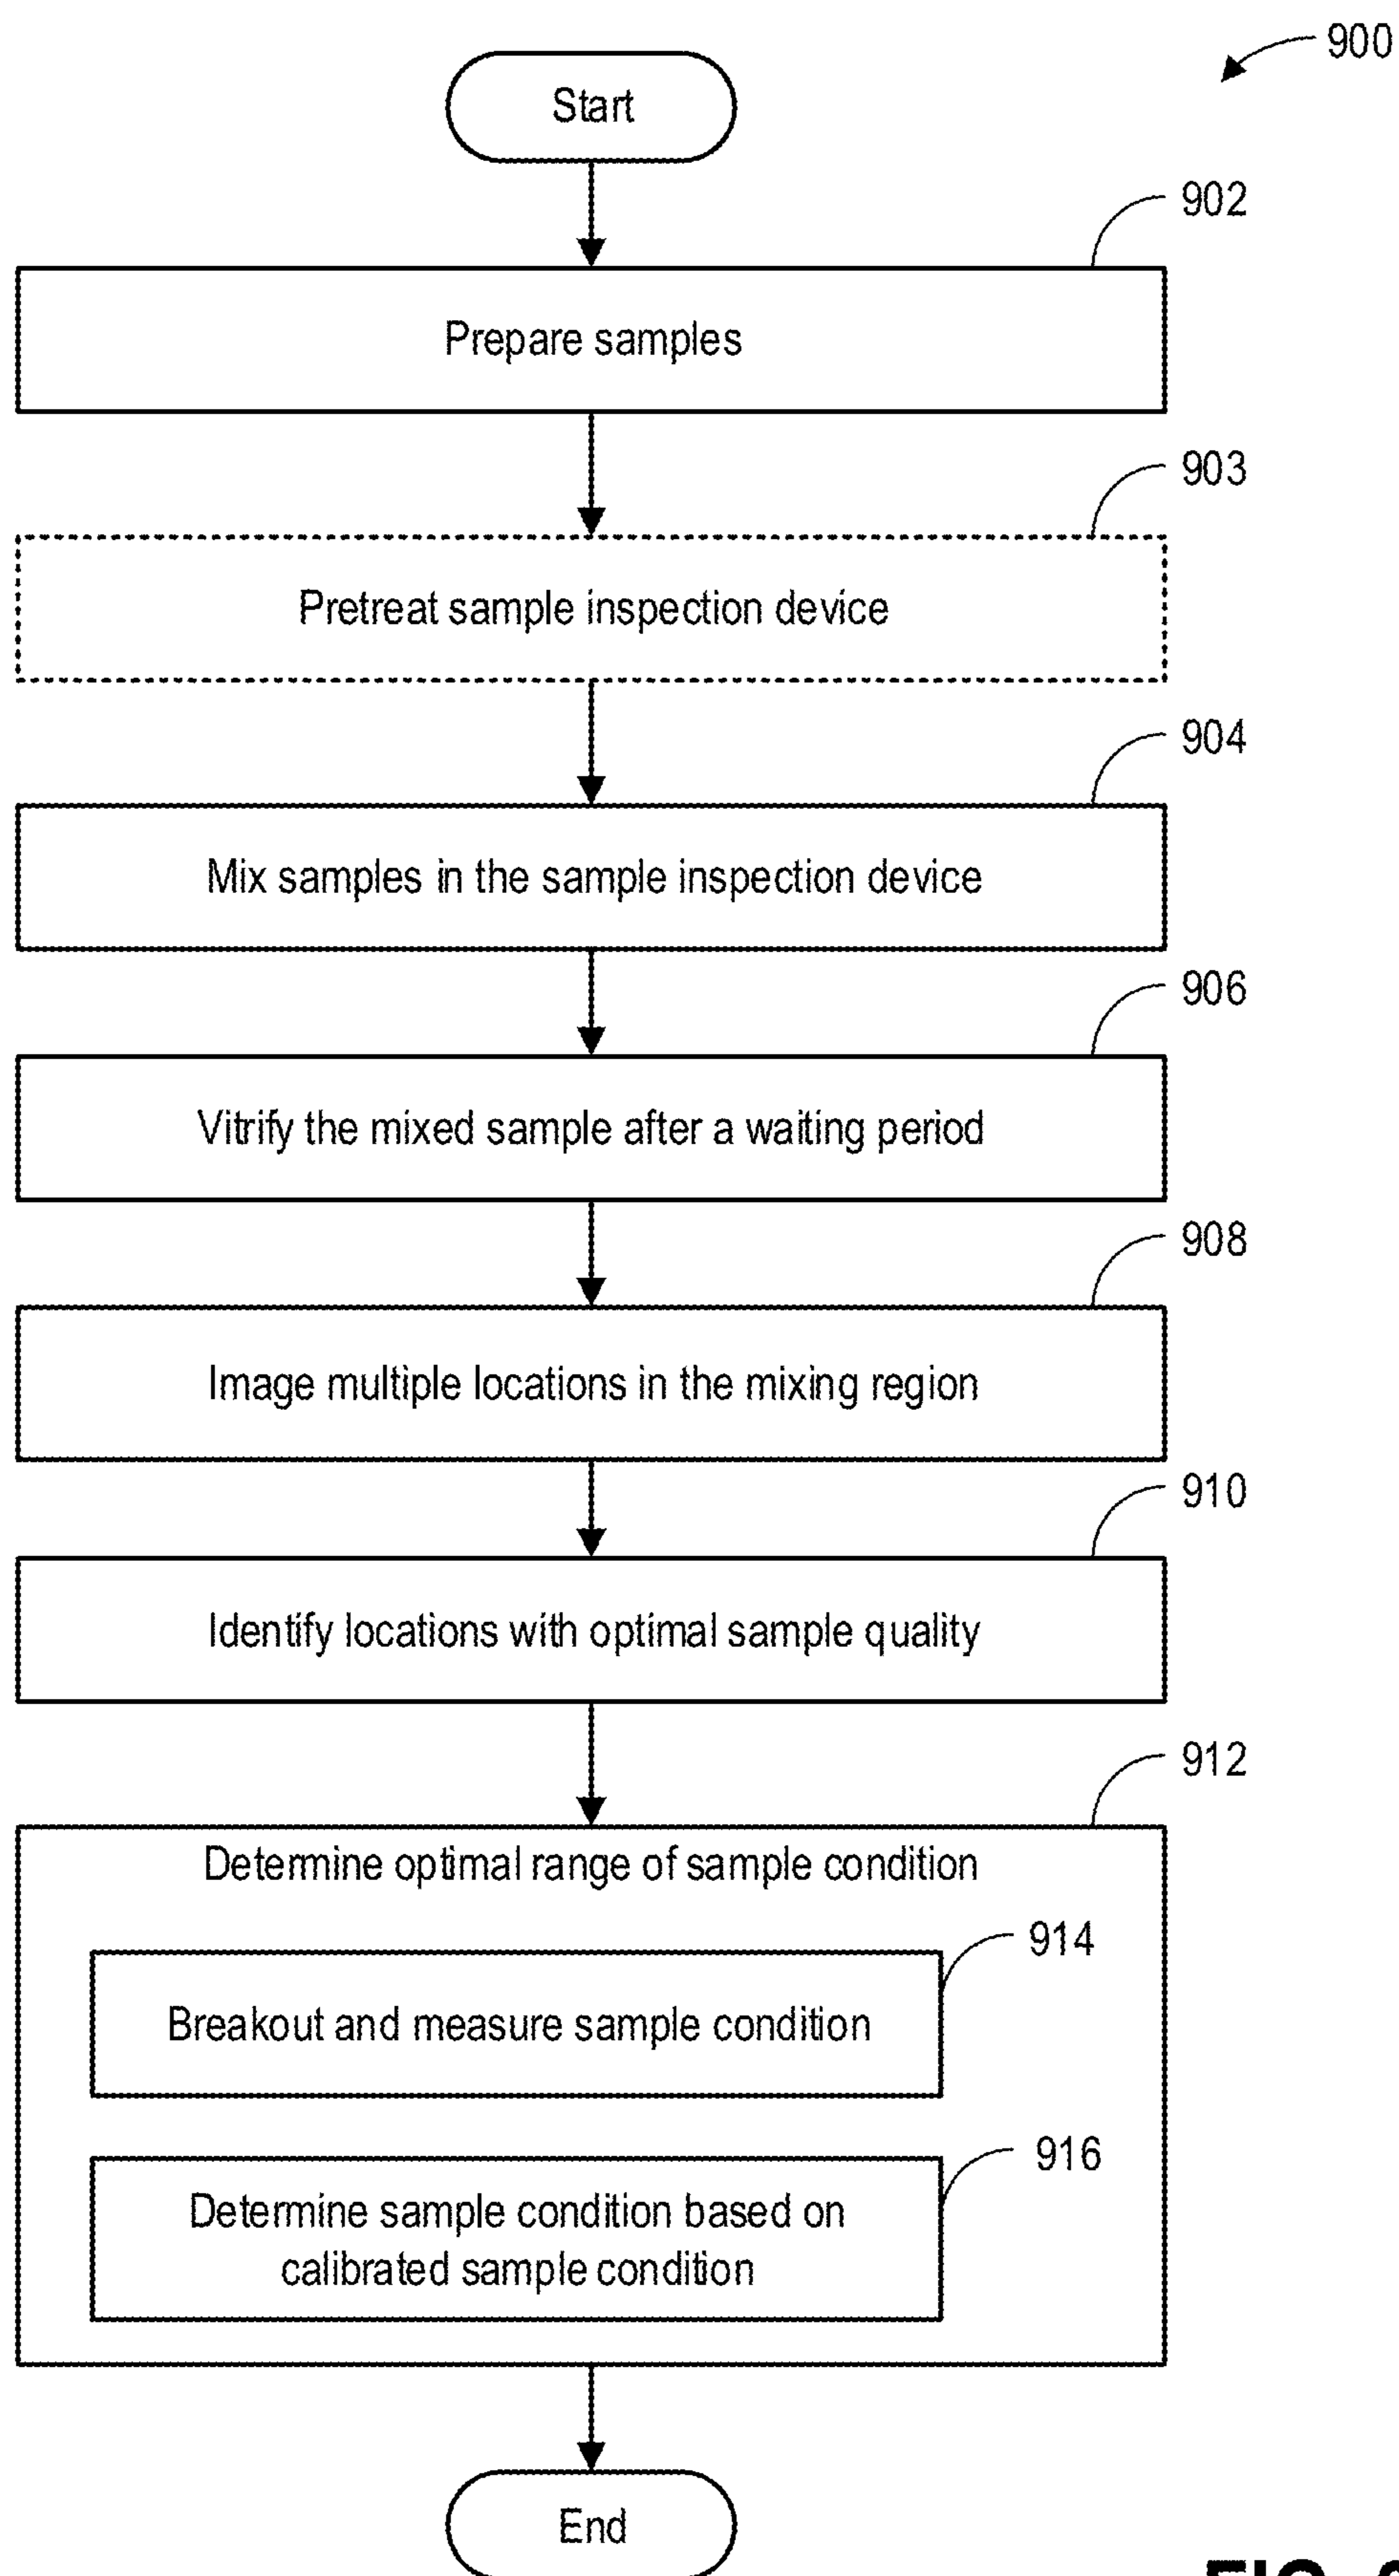 900
Start
902
Prepare samples
903
Pretreat sample inspection device
904
Mix samples in the sample inspection device
906
Vitrify the mixed sample after a waiting period
908
Image multiple locations in the mixing region
910
Identify locations with optimal sample quality
912
Determine optimal range of sample condition
914
Breakout and measure sample condition
916
Determine sample condition based on
calibrated sample condition
End